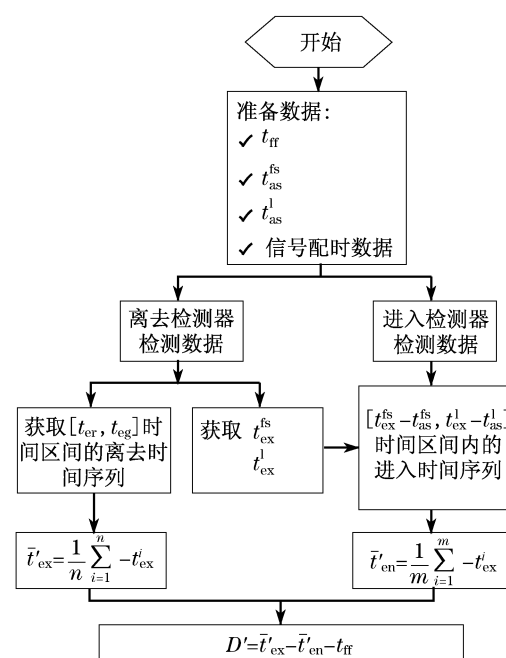 开始
准备数据:
✓ t_ff
✓ t_as^fs
✓ t_as^l
✓ 信号配时数据
离去检测器
检测数据
进入检测器
检测数据
获取[t_er, t_eg]时
间区间的离去时
间序列
获取 t_ex^fs
t_ex^l
[t_ex^fs-t_as^fs, t_ex^l-t_as^l]
时间区间内的
进入时间序列
t̄'_ex=1/n ∑_{i=1}^{n} -t_ex^i
t̄'_en=1/m ∑_{i=1}^{m} -t_ex^i
D'=t̄'_ex-t̄'_en-t_ff